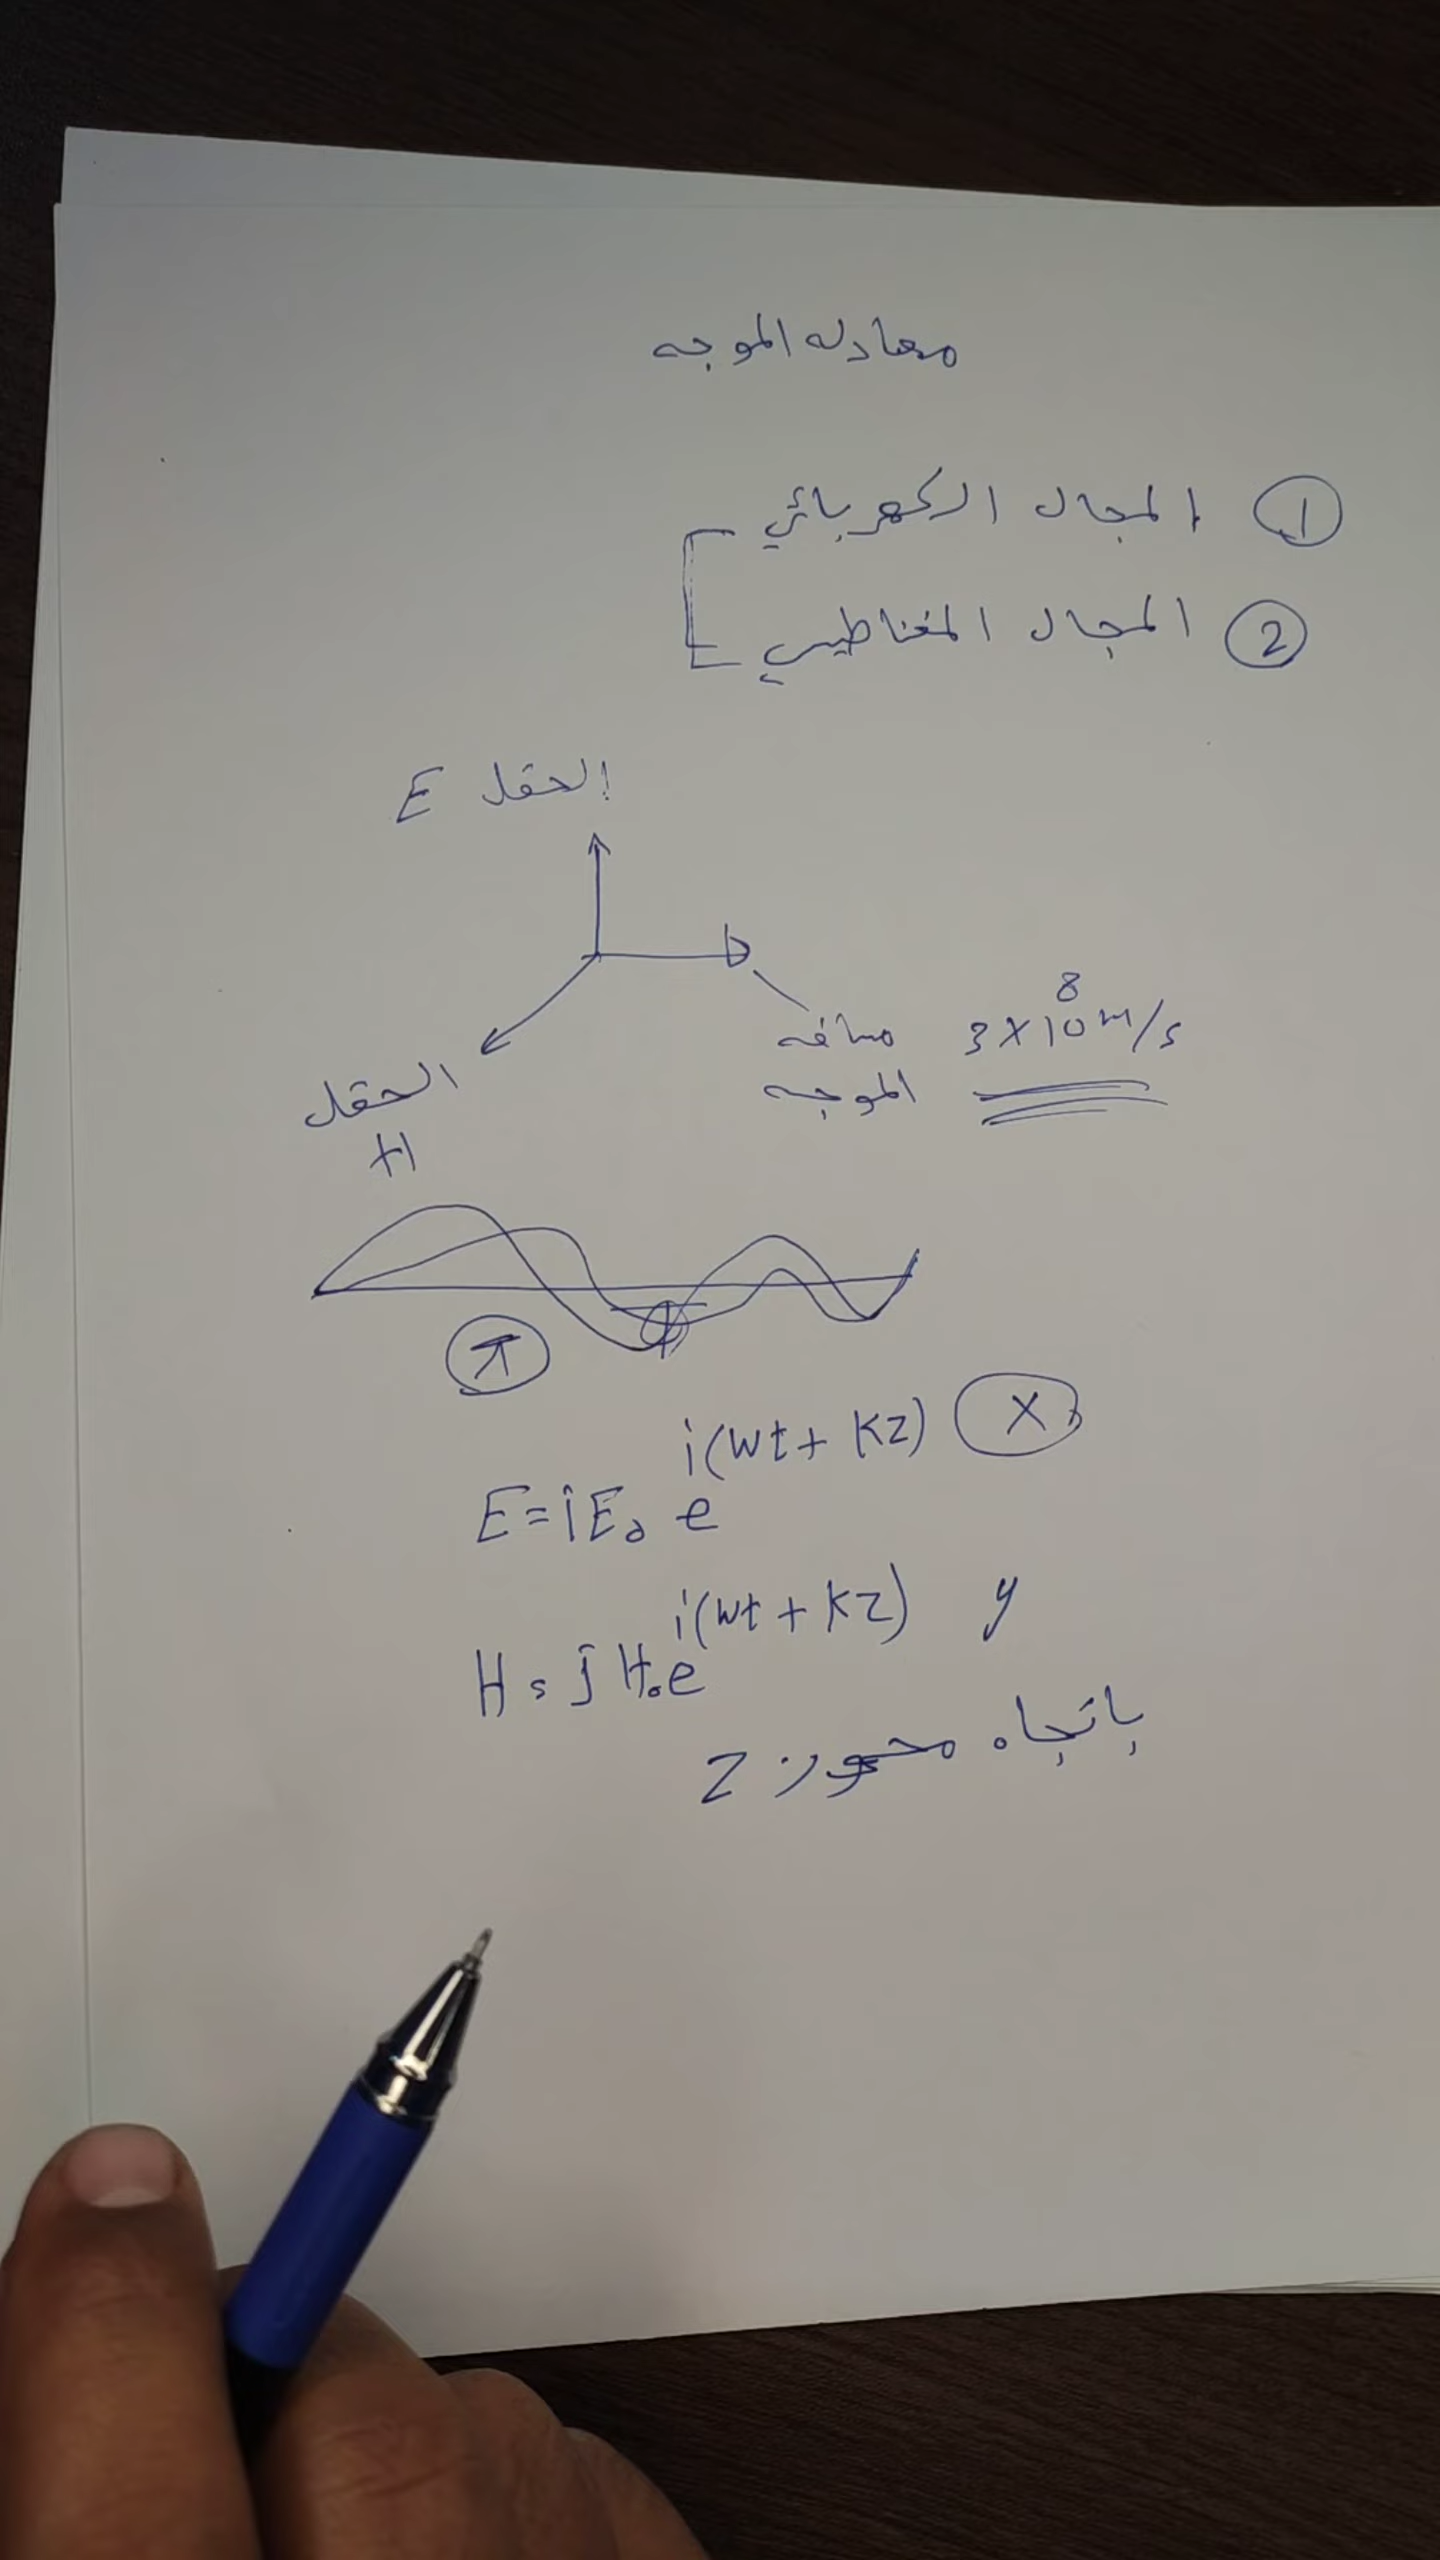 معادله الموجه
① المجال الكهربائي
② المجال المغناطيسي
الحقل E
مسافه الموجه
3×10⁸ m/s
الحقل H
π
E = i E₀ e^i(wt + kz) X
H = j H₀ e^i(wt + kz) y
باتجاه محور Z